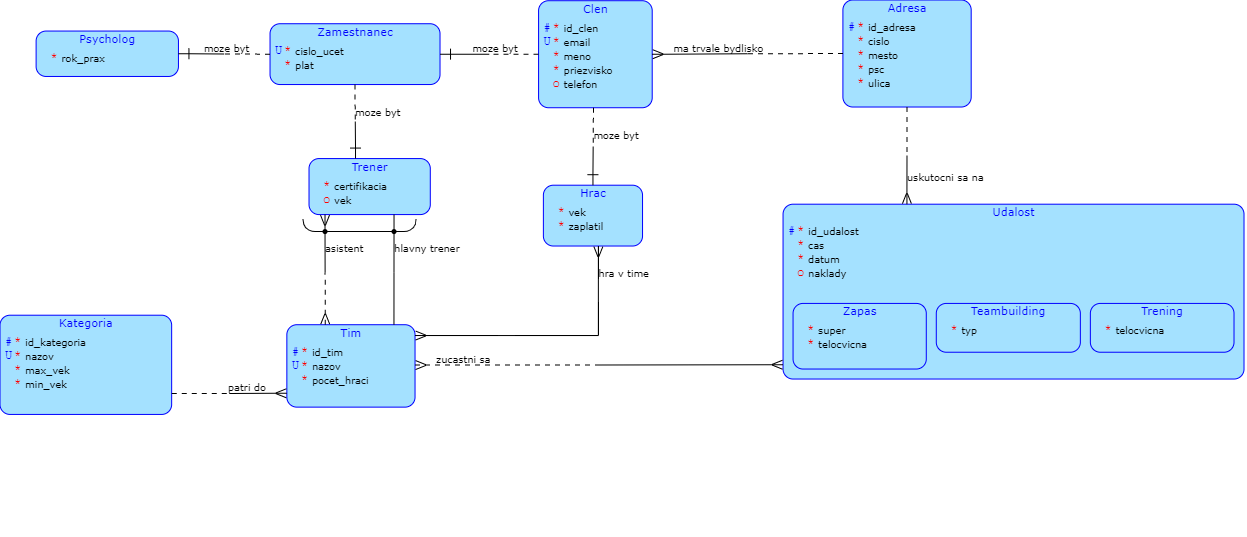 Psycholog
* rok_prax
moze byt
Zamestnanec
U * cislo_ucet
* plat
moze byt
Clen
# * id_clen
U * email
* meno
* priezvisko
o telefon
ma trvale bydlisko
Adresa
# * id_adresa
* cislo
* mesto
* psc
* ulica
moze byt
moze byt
uskutocni sa na
Trener
* certifikacia
o vek
asistent
hlavny trener
Hrac
* vek
* zaplatil
hra v time
Udalost
# * id_udalost
* cas
* datum
o naklady
Zapas
* super
* telocvicna
Teambuilding
* typ
Trening
* telocvicna
Kategoria
# * id_kategoria
U * nazov
* max_vek
* min_vek
patri do
Tim
# * id_tim
U * nazov
* pocet_hraci
zucastni sa